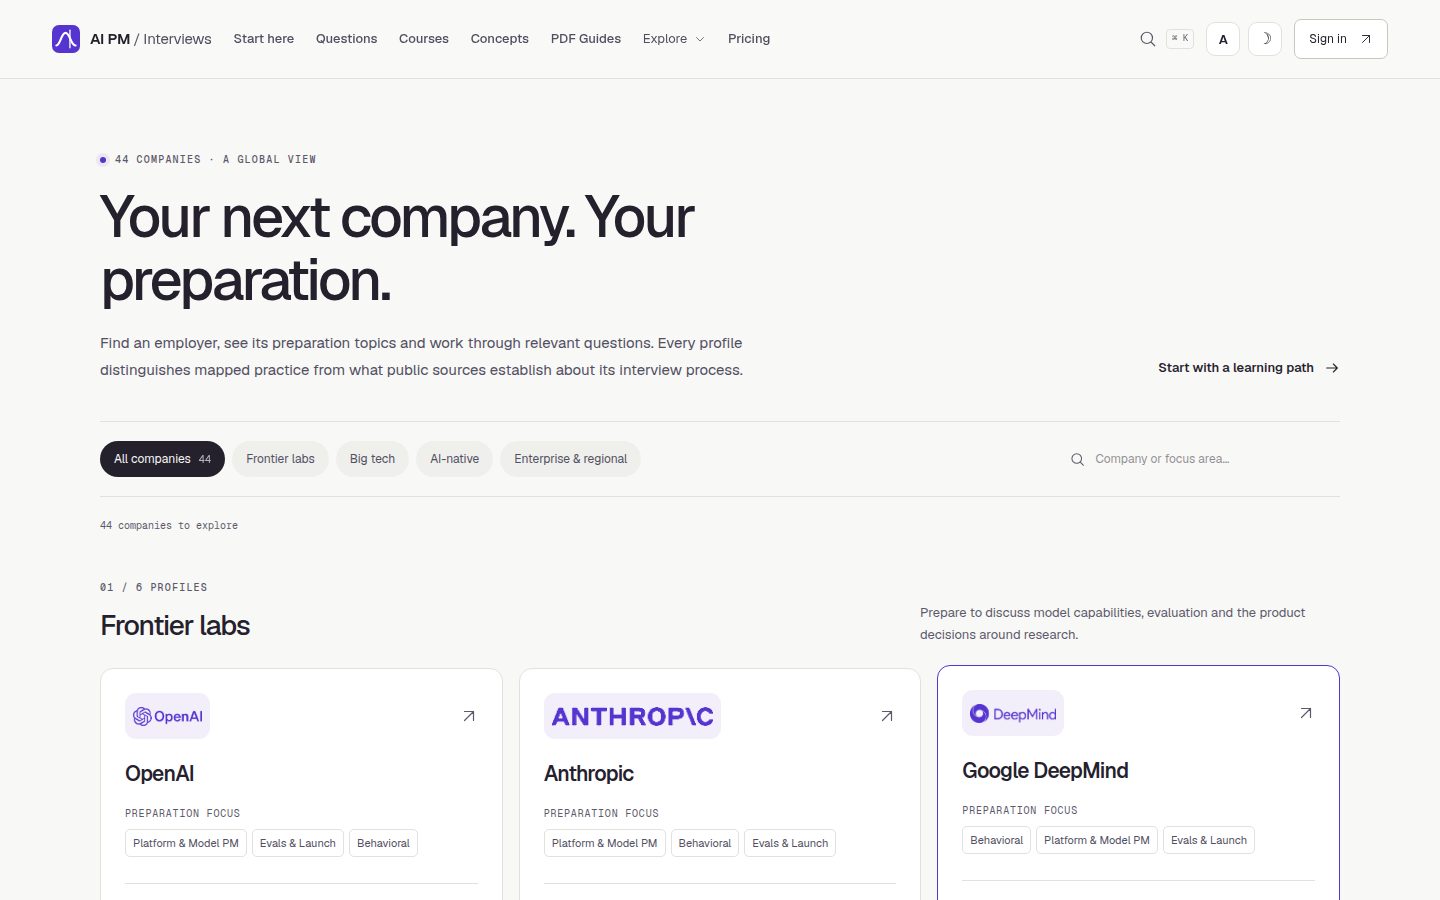 AI PM / Interviews Start here Questions Courses Concepts PDF Guides Explore Pricing ⌘ K A Sign in
44 COMPANIES · A GLOBAL VIEW
Your next company. Your
preparation.
Find an employer, see its preparation topics and work through relevant questions. Every profile
distinguishes mapped practice from what public sources establish about its interview process.
Start with a learning path
All companies 44 Frontier labs Big tech AI-native Enterprise & regional Company or focus area...
44 companies to explore
01 / 6 PROFILES
Frontier labs
Prepare to discuss model capabilities, evaluation and the product
decisions around research.
OpenAI
OpenAI
PREPARATION FOCUS
Platform & Model PM Evals & Launch Behavioral
ANTHROP\C
Anthropic
PREPARATION FOCUS
Platform & Model PM Behavioral Evals & Launch
DeepMind
Google DeepMind
PREPARATION FOCUS
Behavioral Platform & Model PM Evals & Launch